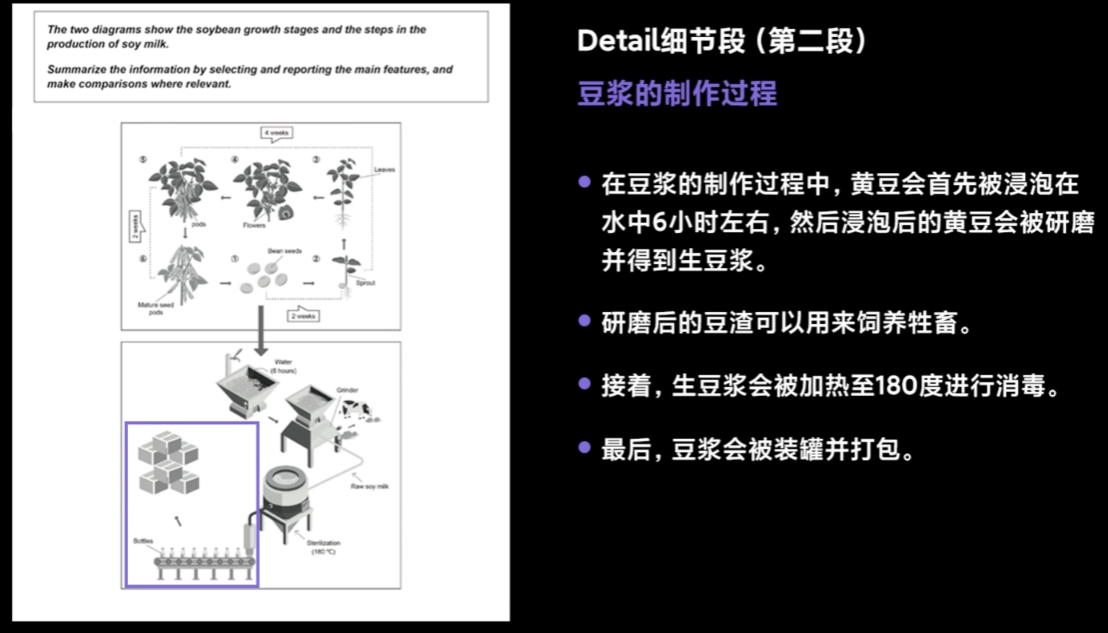 The two diagrams show the soybean growth stages and the steps in the
production of soy milk.
Summarize the information by selecting and reporting the main features, and
make comparisons where relevant.
4 weeks
⑤
④
③
Leaves
pods
Flowers
2 weeks
⑥
①
Bean seeds
②
Sprout
Mature seed
pods
2 weeks
Water
(6 hours)
Grinder
Raw soy milk
Bottles
Sterilization
(180 ℃)
Detail细节段（第二段）
豆浆的制作过程
在豆浆的制作过程中，黄豆会首先被浸泡在
水中6小时左右，然后浸泡后的黄豆会被研磨
并得到生豆浆。
研磨后的豆渣可以用来饲养牲畜。
接着，生豆浆会被加热至180度进行消毒。
最后，豆浆会被装罐并打包。